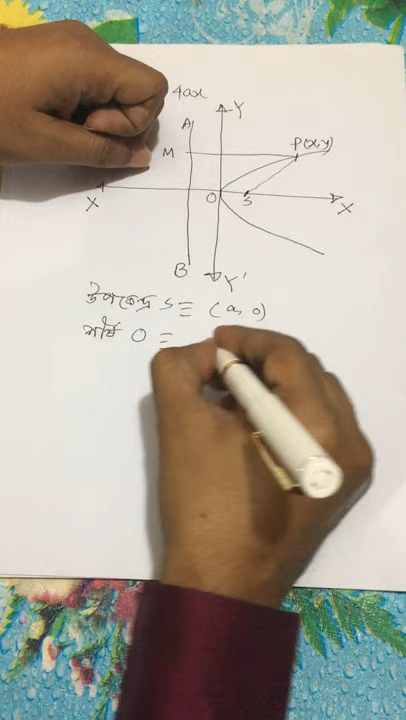 4ax
A
Y
M
P(x,y)
X
O
S
X
B
Y'
উপকেন্দ্র S ≡ (a, 0)
শীর্ষ O ≡